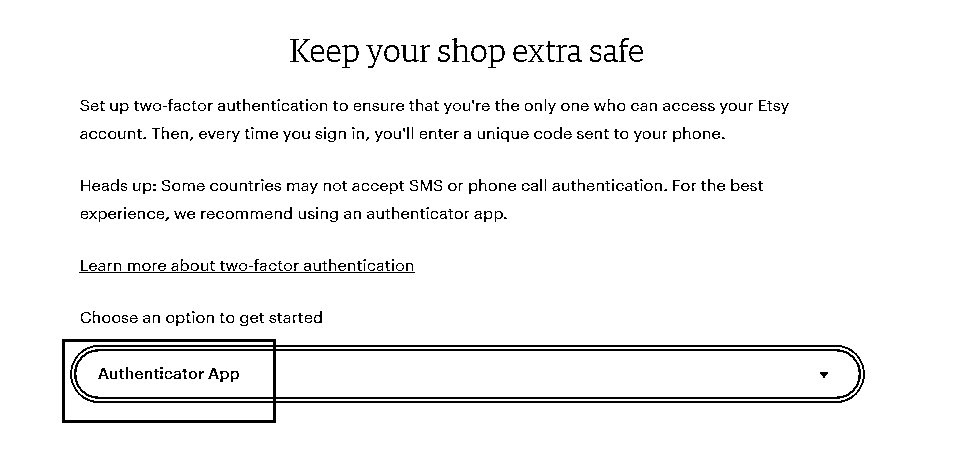 Keep your shop extra safe
Set up two-factor authentication to ensure that you're the only one who can access your Etsy
account. Then, every time you sign in, you'll enter a unique code sent to your phone.
Heads up: Some countries may not accept SMS or phone call authentication. For the best
experience, we recommend using an authenticator app.
Learn more about two-factor authentication
Choose an option to get started
Authenticator App